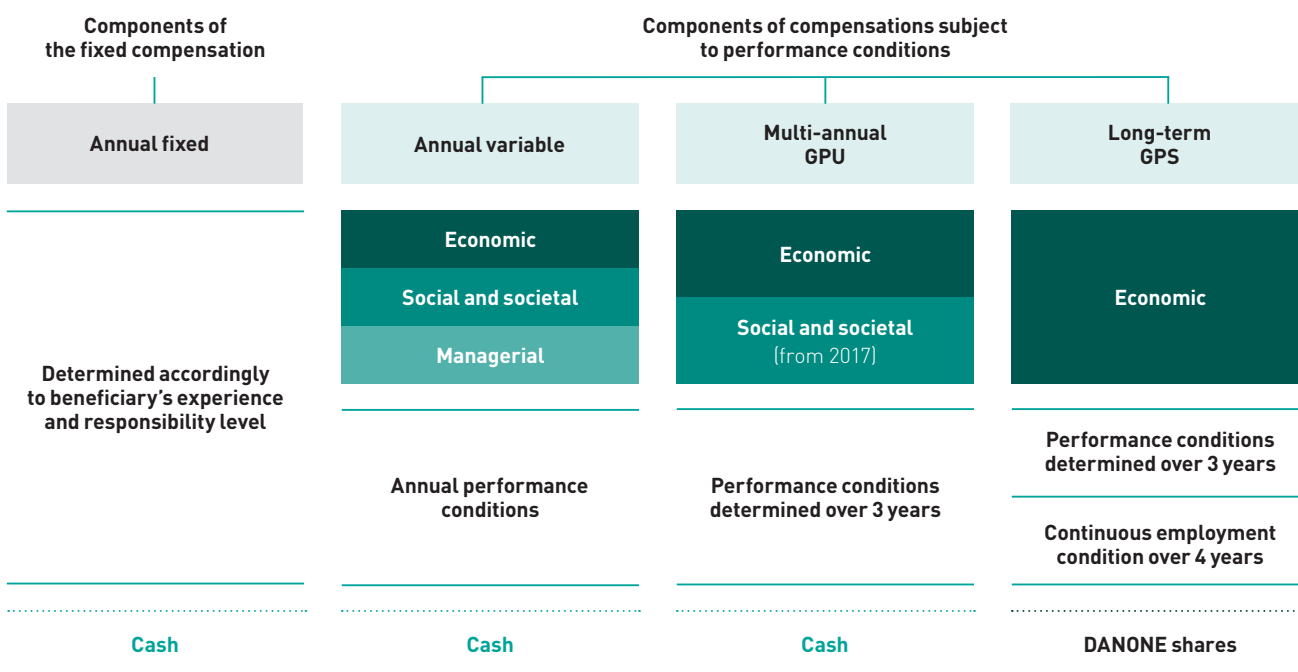 Components of
the fixed compensation
Components of compensations subject
to performance conditions
Annual fixed
Annual variable
Multi-annual
GPU
Long-term
GPS
Determined accordingly
to beneficiary's experience
and responsibility level
Economic
Social and societal
Managerial
Economic
Social and societal
(from 2017)
Economic
Annual performance
conditions
Performance conditions
determined over 3 years
Performance conditions
determined over 3 years
Continuous employment
condition over 4 years
Cash
Cash
Cash
DANONE shares